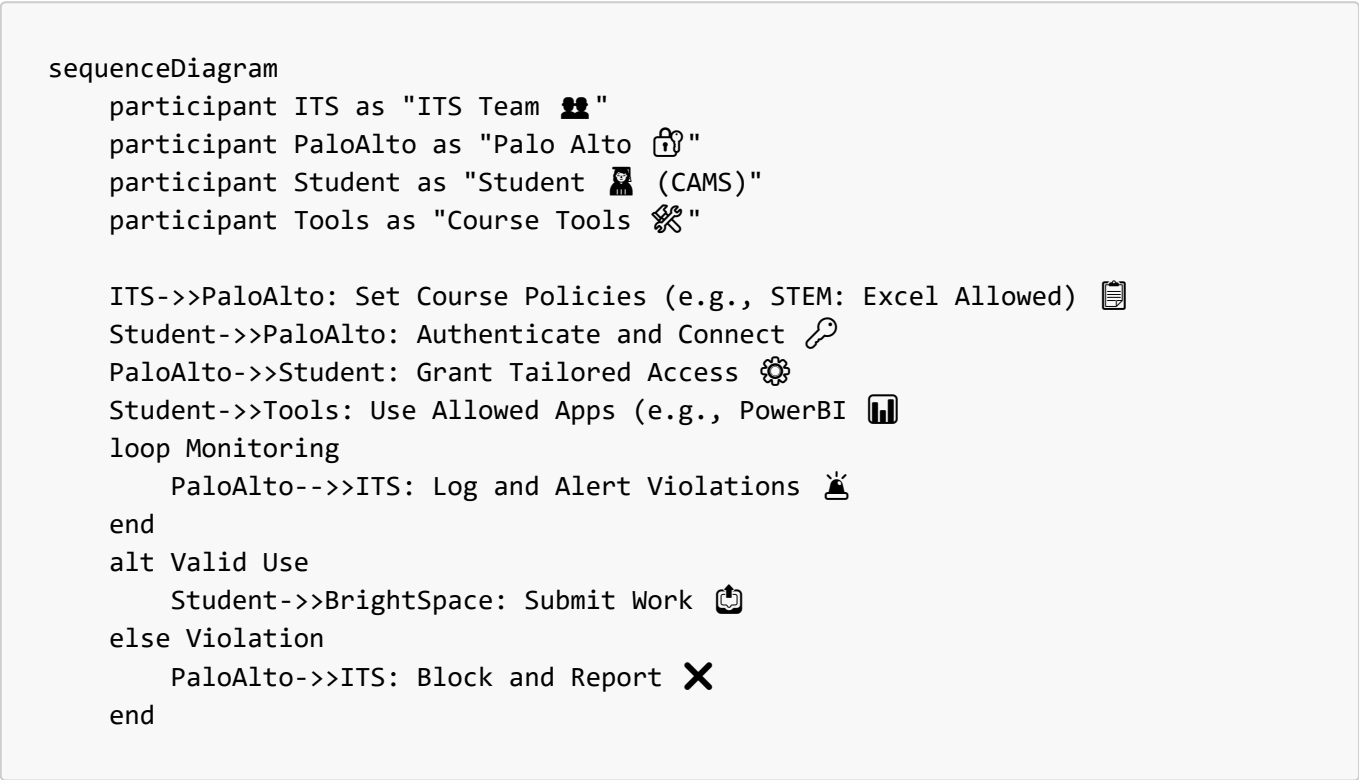 sequenceDiagram
    participant ITS as "ITS Team 👥"
    participant PaloAlto as "Palo Alto 🔐"
    participant Student as "Student 👩‍🎓 (CAMS)"
    participant Tools as "Course Tools 🛠"
    ITS->>PaloAlto: Set Course Policies (e.g., STEM: Excel Allowed) 📋
    Student->>PaloAlto: Authenticate and Connect 🔑
    PaloAlto->>Student: Grant Tailored Access ⚙
    Student->>Tools: Use Allowed Apps (e.g., PowerBI 📊
    loop Monitoring
        PaloAlto-->>ITS: Log and Alert Violations 🚨
    end
    alt Valid Use
        Student->>BrightSpace: Submit Work 📤
    else Violation
        PaloAlto->>ITS: Block and Report ❌
    end